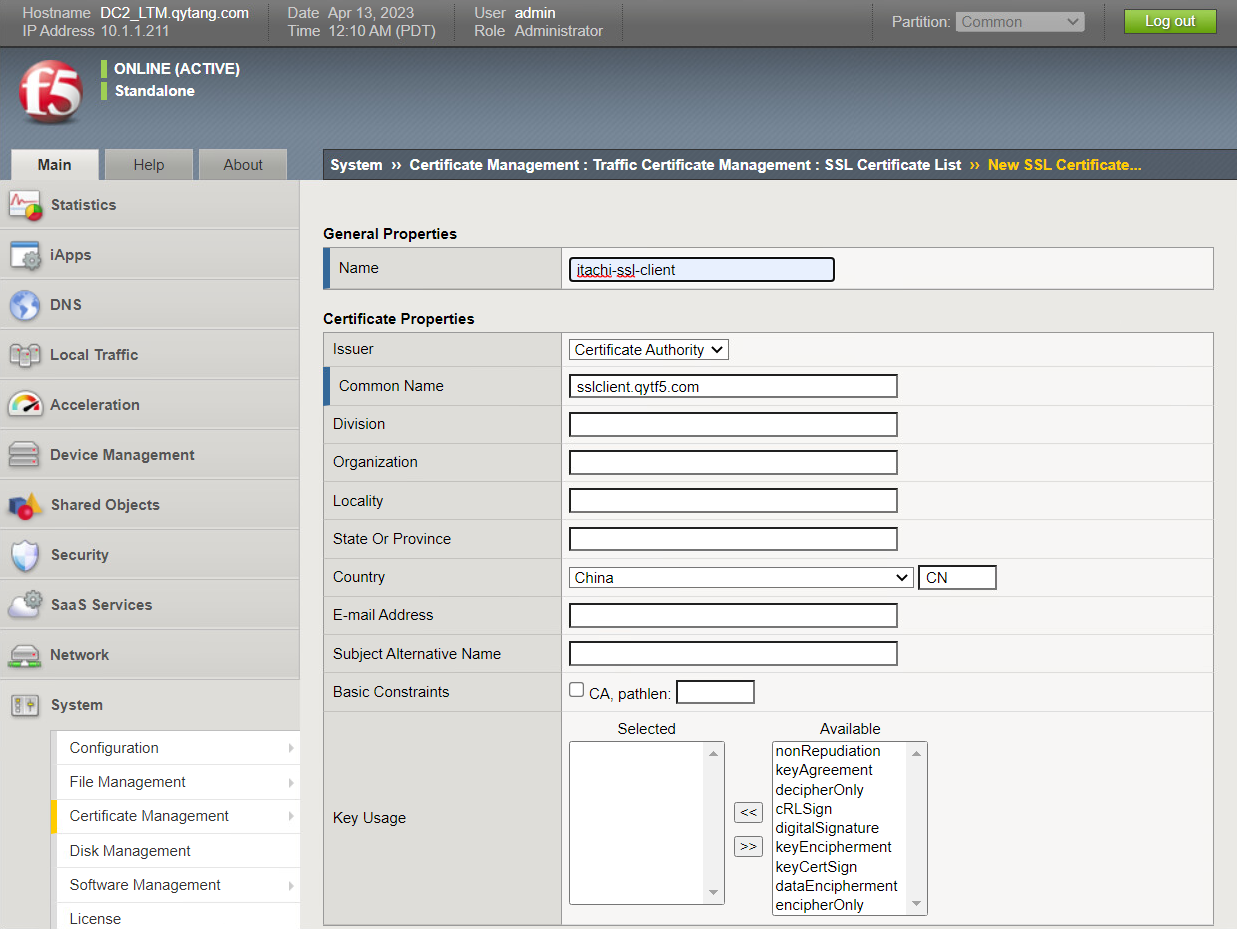 Hostname DC2_LTM.qytang.com Date Apr 13, 2023 User admin
IP Address 10.1.1.211 Time 12:10 AM (PDT) Role Administrator
Partition: Common Log out
f5
ONLINE (ACTIVE)
Standalone
Main Help About
System ›› Certificate Management : Traffic Certificate Management : SSL Certificate List ›› New SSL Certificate...
Statistics
iApps
DNS
Local Traffic
Acceleration
Device Management
Shared Objects
Security
SaaS Services
Network
System
Configuration
File Management
Certificate Management
Disk Management
Software Management
License
General Properties
Name itachi-ssl-client
Certificate Properties
Issuer Certificate Authority
Common Name sslclient.qytf5.com
Division
Organization
Locality
State Or Province
Country China CN
E-mail Address
Subject Alternative Name
Basic Constraints CA, pathlen:
Key Usage
Selected Available
nonRepudiation
keyAgreement
decipherOnly
cRLSign
digitalSignature
keyEncipherment
keyCertSign
dataEncipherment
encipherOnly
<<
>>